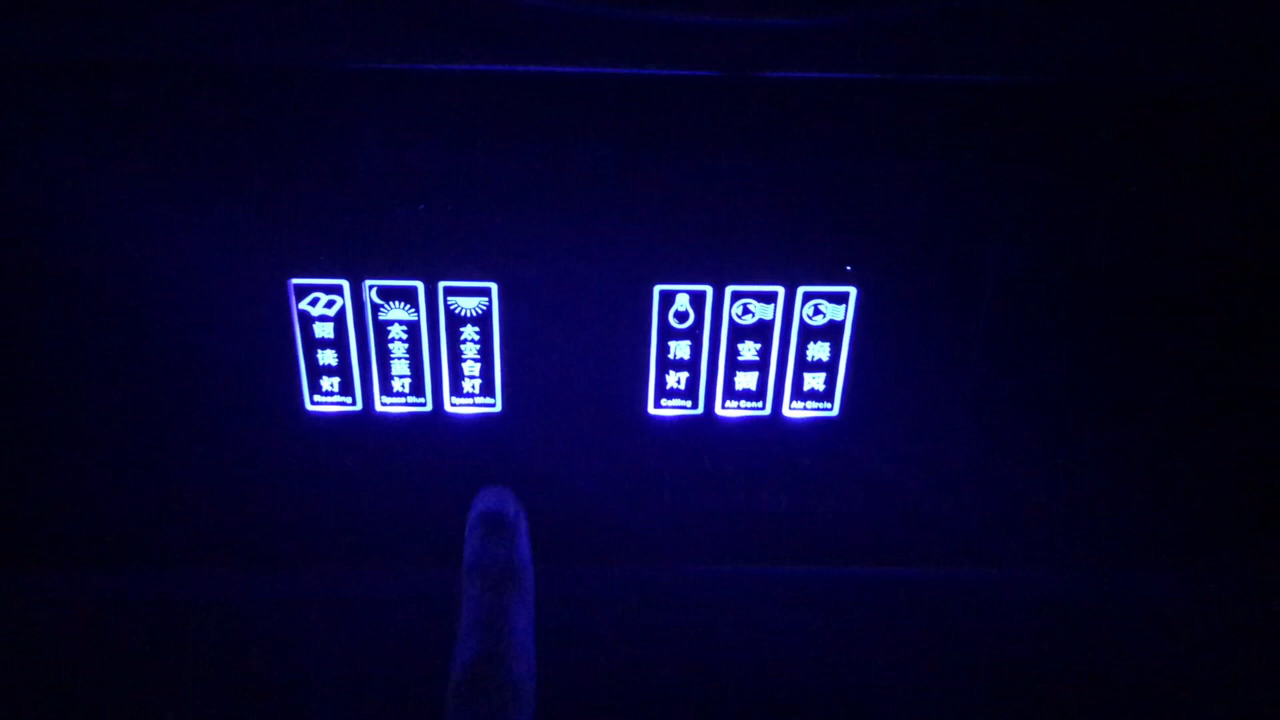 阅读灯
Reading
太空蓝灯
Space Blue
太空白灯
Space White
顶灯
Ceiling
空调
Air Cond
换风
Air Circle